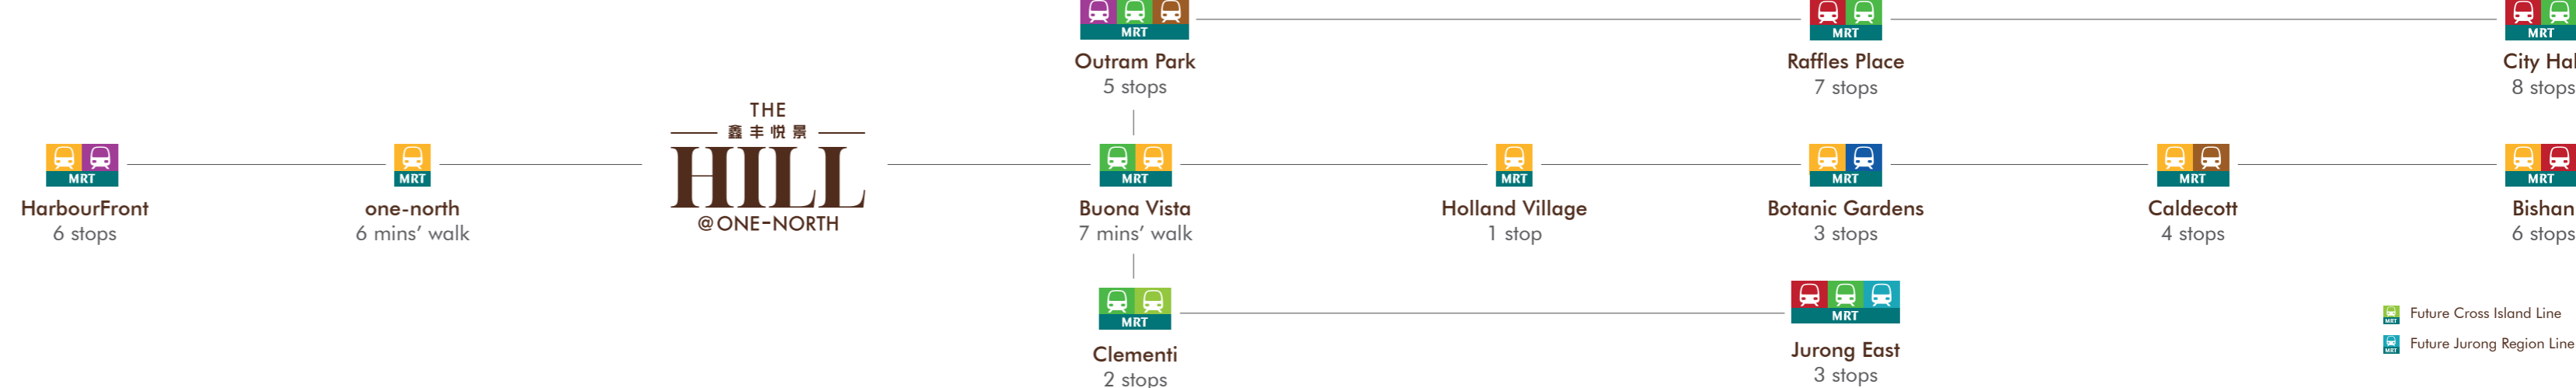 MRT
MRT
MRT
Outram Park
5 stops
Raffles Place
7 stops
City Hal
8 stops
THE
鑫丰悦景
HILL
@ONE-NORTH
MRT
HarbourFront
6 stops
MRT
one-north
6 mins’ walk
MRT
Buona Vista
7 mins’ walk
MRT
Holland Village
1 stop
MRT
Botanic Gardens
3 stops
MRT
Caldecott
4 stops
MRT
Bishan
6 stops
MRT
Clementi
2 stops
MRT
Jurong East
3 stops
MRT Future Cross Island Line
MRT Future Jurong Region Line